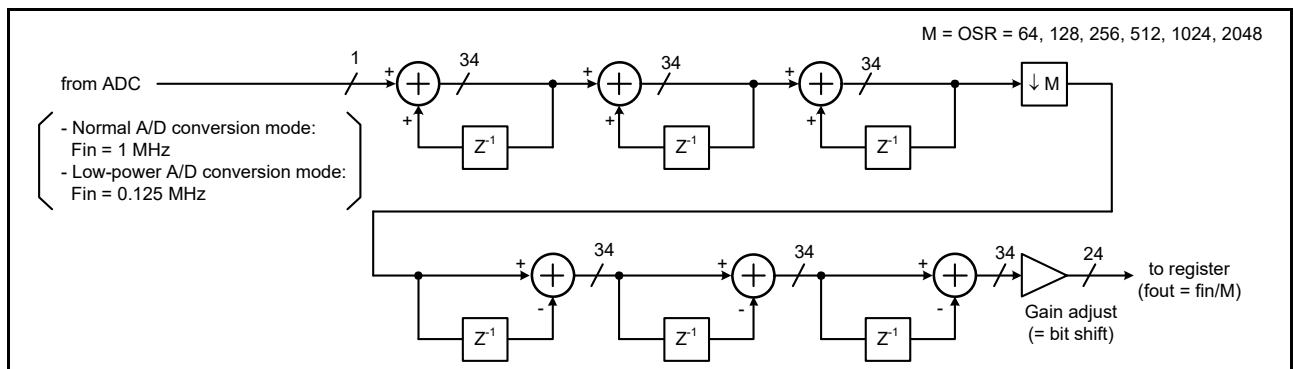 M = OSR = 64, 128, 256, 512, 1024, 2048
from ADC
1
+
+
34
+
+
34
+
+
34
↓ M
Z-1
Z-1
Z-1
- Normal A/D conversion mode:
Fin = 1 MHz
- Low-power A/D conversion mode:
Fin = 0.125 MHz
+
-
34
+
-
34
+
-
34
24
to register
(fout = fin/M)
Gain adjust
(= bit shift)
Z-1
Z-1
Z-1